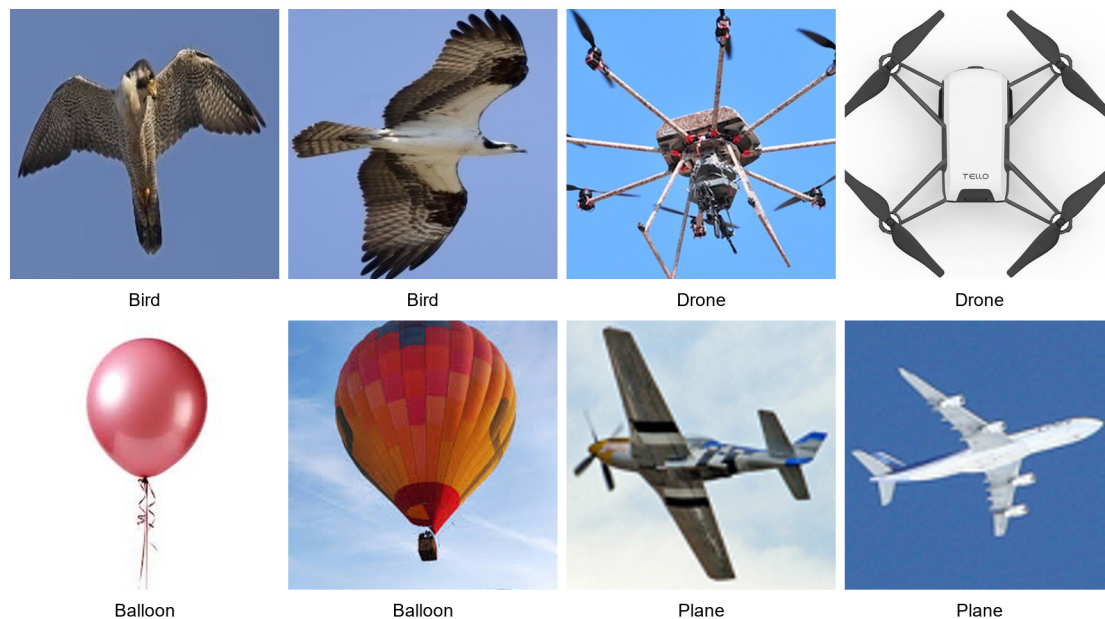 Bird
Bird
Drone
TELLO
Drone
Balloon
Balloon
Plane
Plane